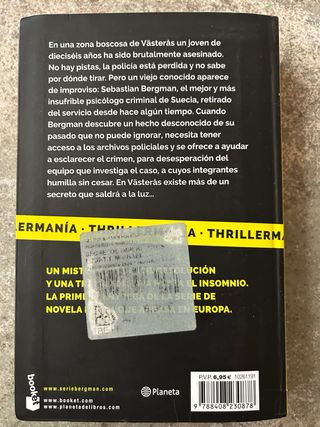 En una zona boscosa de Västerås un joven de
dieciséis años ha sido brutalmente asesinado.
No hay pistas, la policía está perdida y no sabe
por dónde tirar. Pero un viejo conocido aparece
de improviso: Sebastian Bergman, el mejor y más
insufrible psicólogo criminal de Suecia, retirado
del servicio desde hace algún tiempo. Cuando
Bergman descubre un hecho desconocido de su
pasado que no puede ignorar, necesita tener
acceso a los archivos policiales y se ofrece a ayudar
a esclarecer el crimen, para desesperación del
equipo que investiga el caso, a cuyos integrantes
humilla sin cesar. En Västerås existe más de un
secreto que saldrá a la luz...
LERMANÍA · THRILLERMANÍA · THRILLERMA
UN MIST
Y UNA T EL INSOMNIO.
LA PRIM DE LA SERIE DE
NOVELA EN EUROPA.
P.V.P. 6,95 € 10261191
9 788408 230878
booket
www.seriebergman.com
www.booket.com
www.planetadelibros.com
Planeta